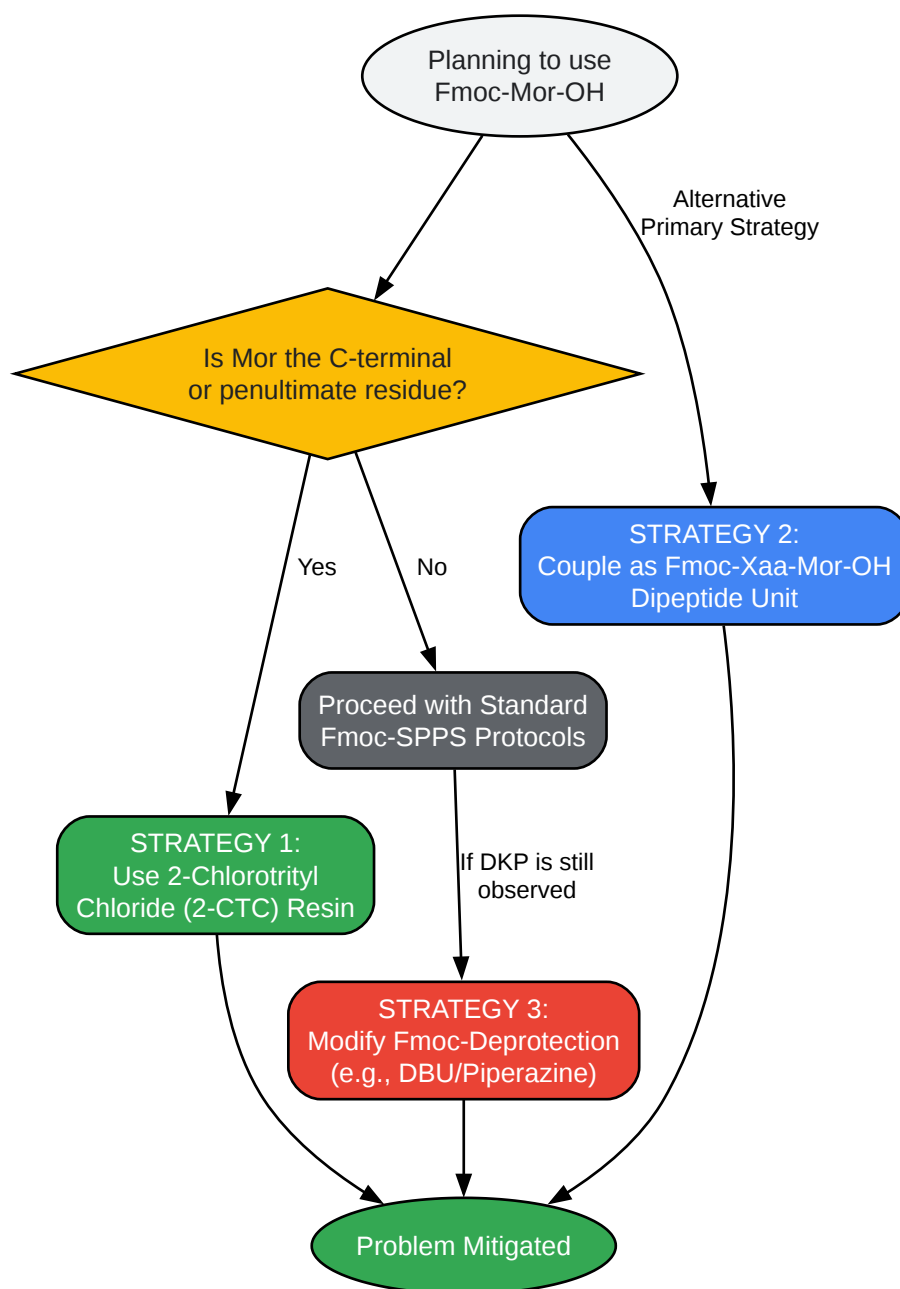 Planning to use
Fmoc-Mor-OH
Alternative
Primary Strategy
Is Mor the C-terminal
or penultimate residue?
STRATEGY 2:
Couple as Fmoc-Xaa-Mor-OH
Dipeptide Unit
Yes
No
Proceed with Standard
Fmoc-SPPS Protocols
STRATEGY 1:
Use 2-Chlorotrityl
Chloride (2-CTC) Resin
If DKP is still
observed
STRATEGY 3:
Modify Fmoc-Deprotection
(e.g., DBU/Piperazine)
Problem Mitigated